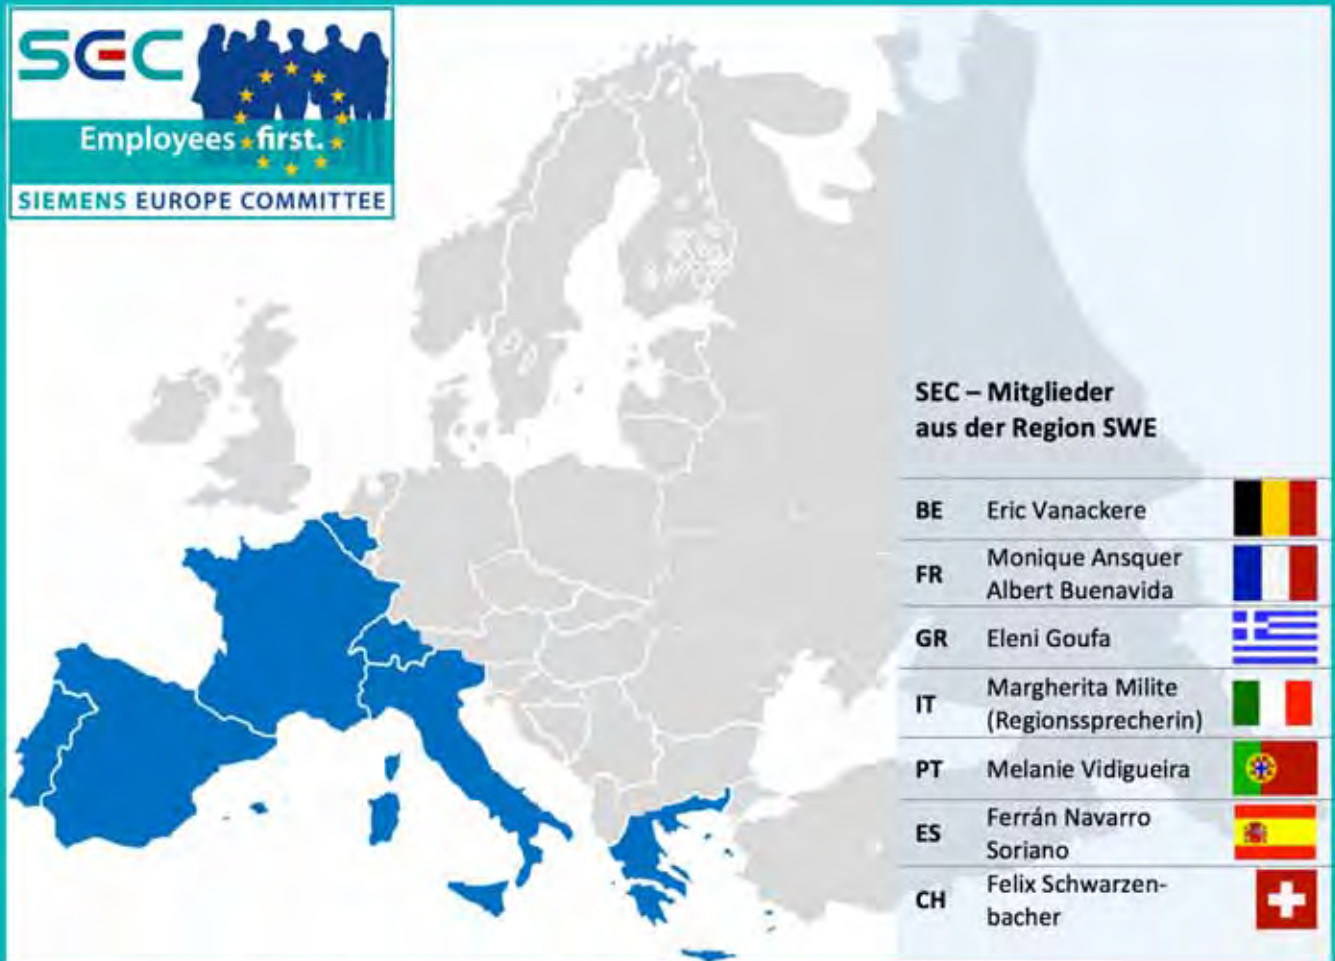 SEC
Employees first.
SIEMENS EUROPE COMMITTEE
SEC – Mitglieder
aus der Region SWE
BE Eric Vanackere
FR Monique Ansquer
Albert Buenavida
GR Eleni Goufa
IT Margherita Milite
(Regionssprecherin)
PT Melanie Vidigueira
ES Ferrán Navarro
Soriano
CH Felix Schwarzen-
bacher